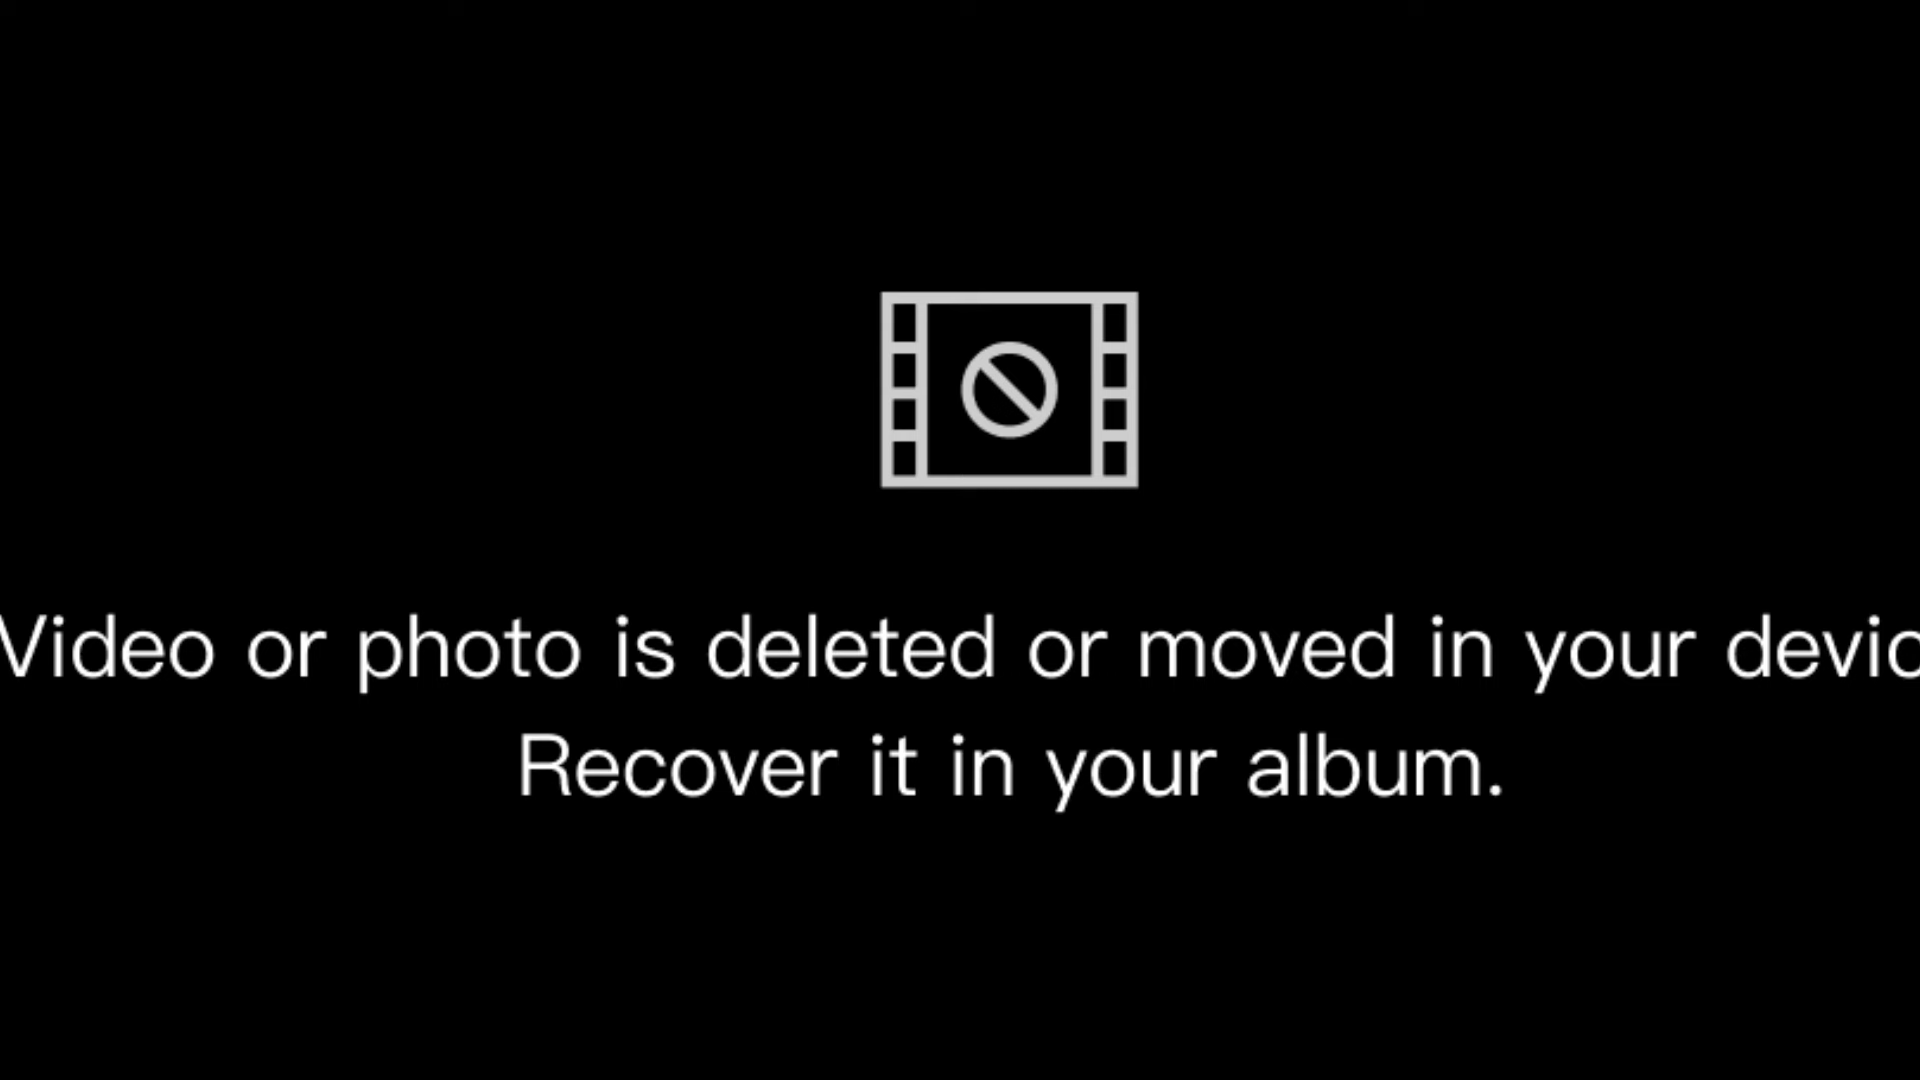 Video or photo is deleted or moved in your devic
Recover it in your album.